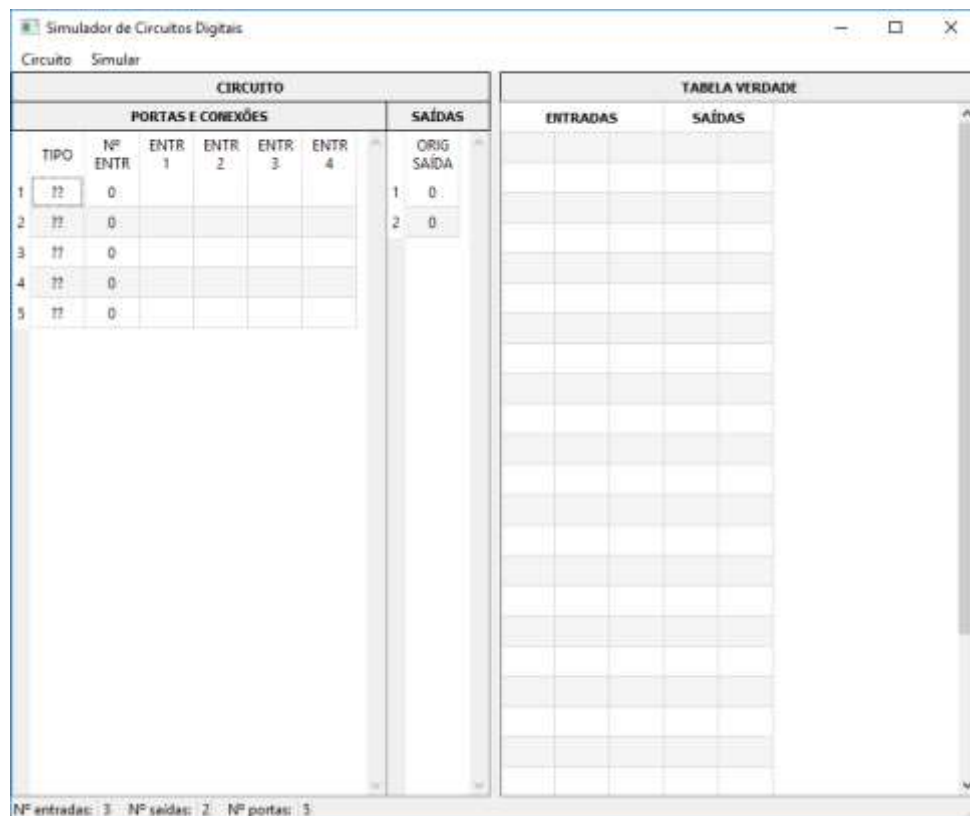 Simulador de Circuitos Digitais
Circuito Simular
CIRCUITO
PORTAS E CONEXÕES SAÍDAS
TIPO Nº ENTR ENTR 1 ENTR 2 ENTR 3 ENTR 4 ORIG SAÍDA
1 ?? 0 1 0
2 ?? 0 2 0
3 ?? 0
4 ?? 0
5 ?? 0
TABELA VERDADE
ENTRADAS SAÍDAS
Nº entradas: 3 Nº saídas: 2 Nº portas: 5